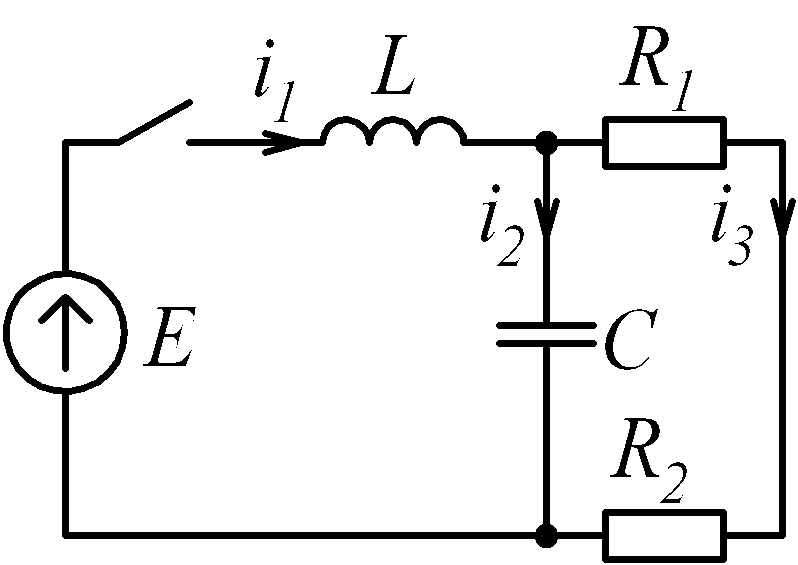 i₁
L
R₁
i₂
i₃
E
C
R₂